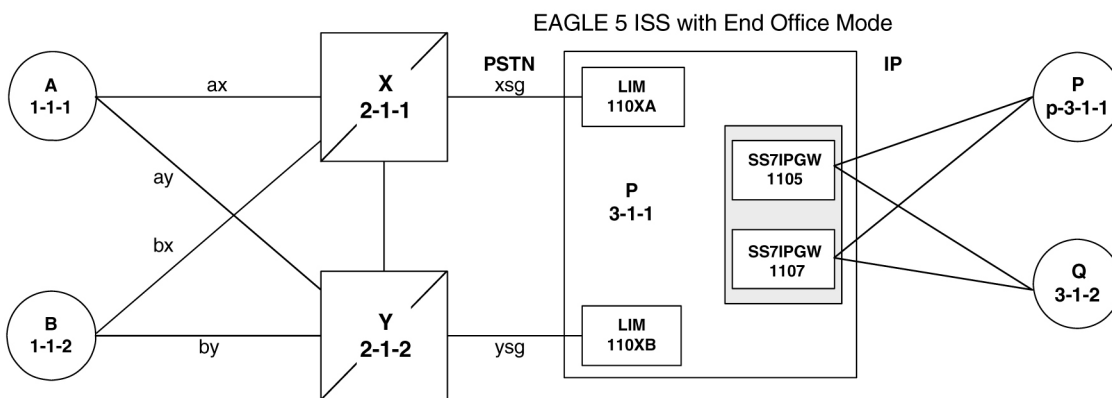 EAGLE 5 ISS with End Office Mode
PSTN
IP
A
1-1-1
ax
X
2-1-1
xsg
LIM
110XA
P
p-3-1-1
SS7IPGW
1105
ay
P
3-1-1
bx
SS7IPGW
1107
Q
3-1-2
B
1-1-2
by
Y
2-1-2
ysg
LIM
110XB